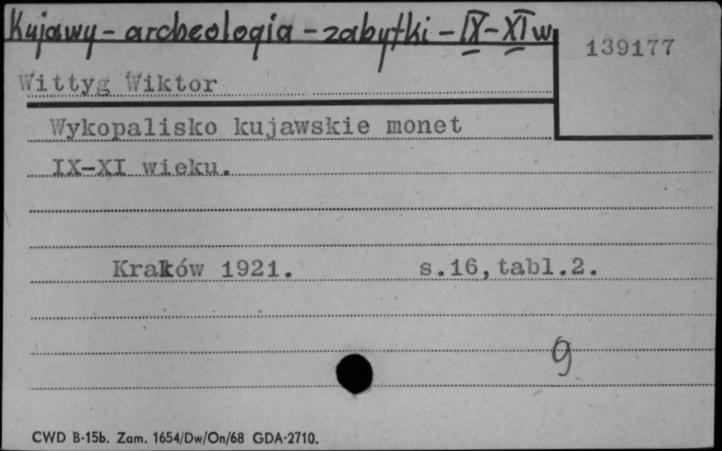 Kujawy - archeologia - zabytki - IX-XI w
139177
Wittyg Wiktor
Wykopalisko kujawskie monet
IX-XI wieku.
Kraków 1921. s.16,tabl.2.
g
CWD B-15b. Zam. 1654/Dw/On/68 GDA-2710.